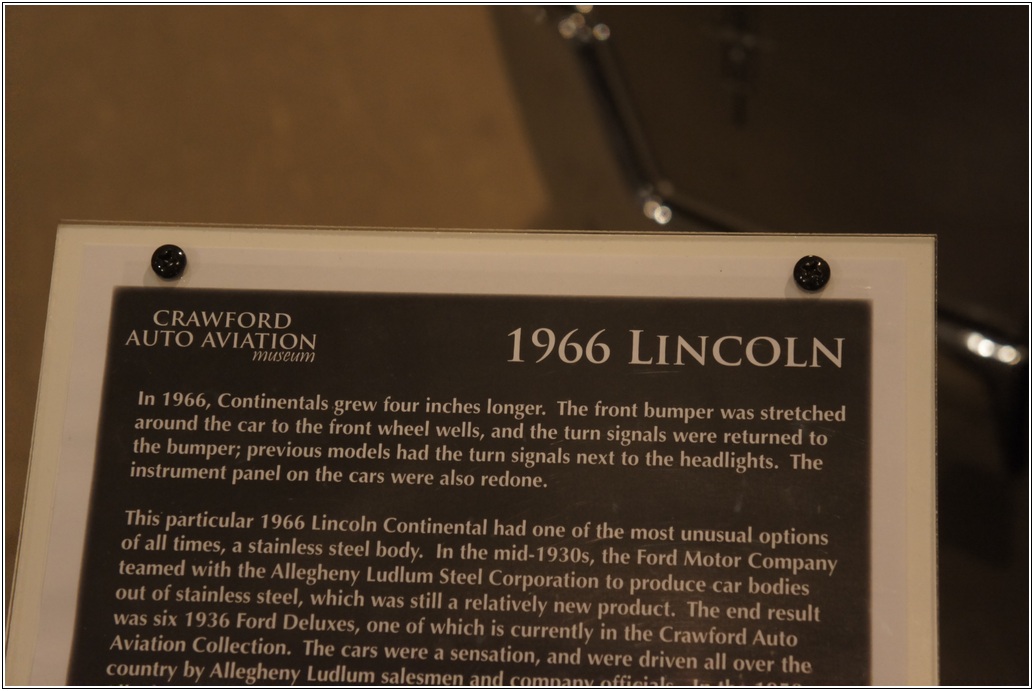 CRAWFORD
AUTO AVIATION
museum
1966 LINCOLN
In 1966, Continentals grew four inches longer. The front bumper was stretched
around the car to the front wheel wells, and the turn signals were returned to
the bumper; previous models had the turn signals next to the headlights. The
instrument panel on the cars were also redone.
This particular 1966 Lincoln Continental had one of the most unusual options
of all times, a stainless steel body. In the mid-1930s, the Ford Motor Company
teamed with the Allegheny Ludlum Steel Corporation to produce car bodies
out of stainless steel, which was still a relatively new product. The end result
was six 1936 Ford Deluxes, one of which is currently in the Crawford Auto
Aviation Collection. The cars were a sensation, and were driven all over the
country by Allegheny Ludlum salesmen and company officials. In the